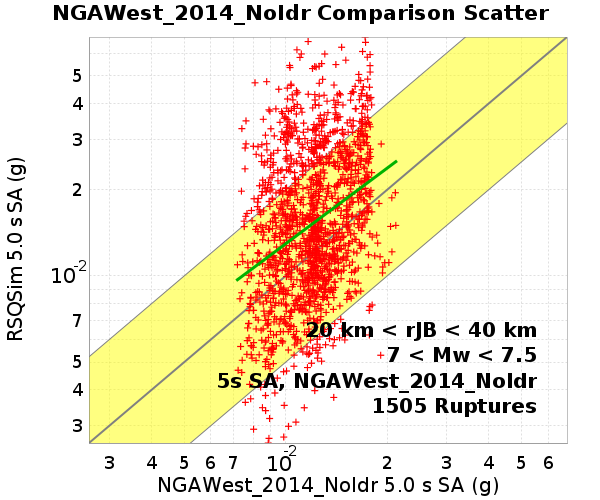 NGAWest_2014_NoIdr Comparison Scatter
RSQSim 5.0 s SA (g)
5
4
3
2
10-2
7
5
4
3
20 km < rJB < 40 km
7 < Mw < 7.5
5s SA, NGAWest_2014_NoIdr
1505 Ruptures
3 4 5 6 7 10-2 2 3 4 5 6
NGAWest_2014_NoIdr 5.0 s SA (g)